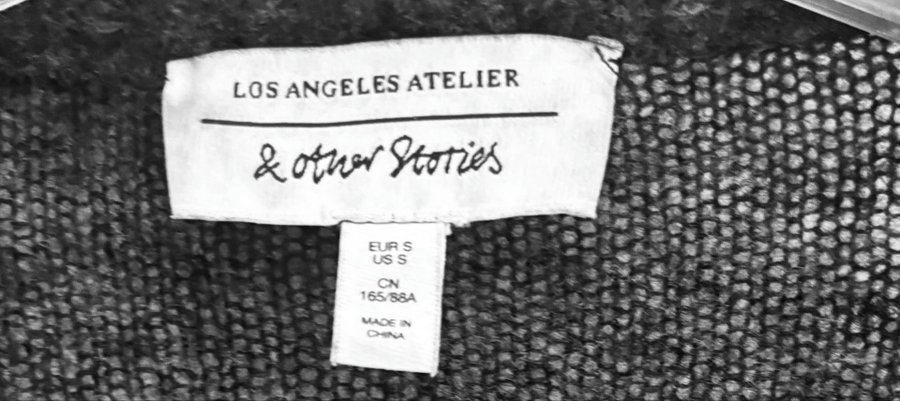 LOS ANGELES ATELIER
& other Stories
EUR S
US S
CN
165/88A
MADE IN
CHINA